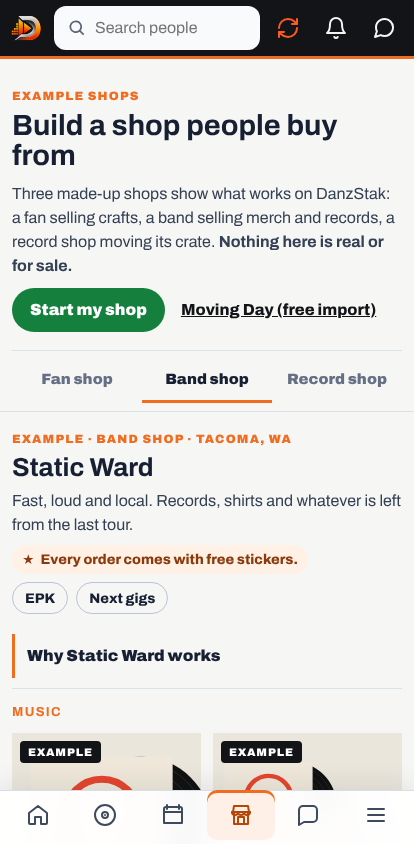 Search people
EXAMPLE SHOPS
Build a shop people buy
from
Three made-up shops show what works on DanzStak:
a fan selling crafts, a band selling merch and records, a
record shop moving its crate. Nothing here is real or
for sale.
Start my shop
Moving Day (free import)
Fan shop
Band shop
Record shop
EXAMPLE · BAND SHOP · TACOMA, WA
Static Ward
Fast, loud and local. Records, shirts and whatever is left
from the last tour.
★ Every order comes with free stickers.
EPK
Next gigs
Why Static Ward works
MUSIC
EXAMPLE
EXAMPLE